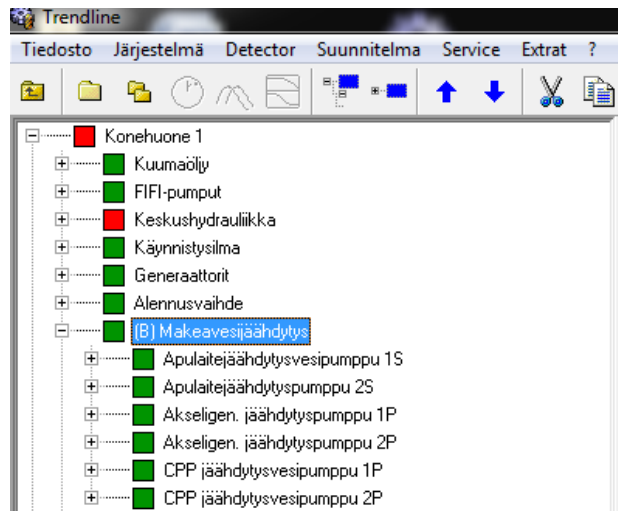 Trendline
Tiedosto Järjestelmä Detector Suunnitelma Service Extrat ?
Konehuone 1
Kuumaöljy
FIFI-pumput
Keskushydrauliikka
Käynnistysilma
Generaattorit
Alennusvaihde
(B) Makeavesijäähdytys
Apulaitejäähdytysvesipumppu 1S
Apulaitejäähdytyspumppu 2S
Akseligen. jäähdytyspumppu 1P
Akseligen. jäähdytyspumppu 2P
CPP jäähdytysvesipumppu 1P
CPP jäähdytysvesipumppu 2P